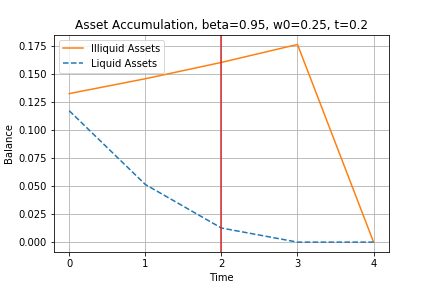 Asset Accumulation, beta=0.95, w0=0.25, t=0.2
Illiquid Assets
Liquid Assets
0.175
0.150
0.125
0.100
0.075
0.050
0.025
0.000
Balance
0 1 2 3 4
Time